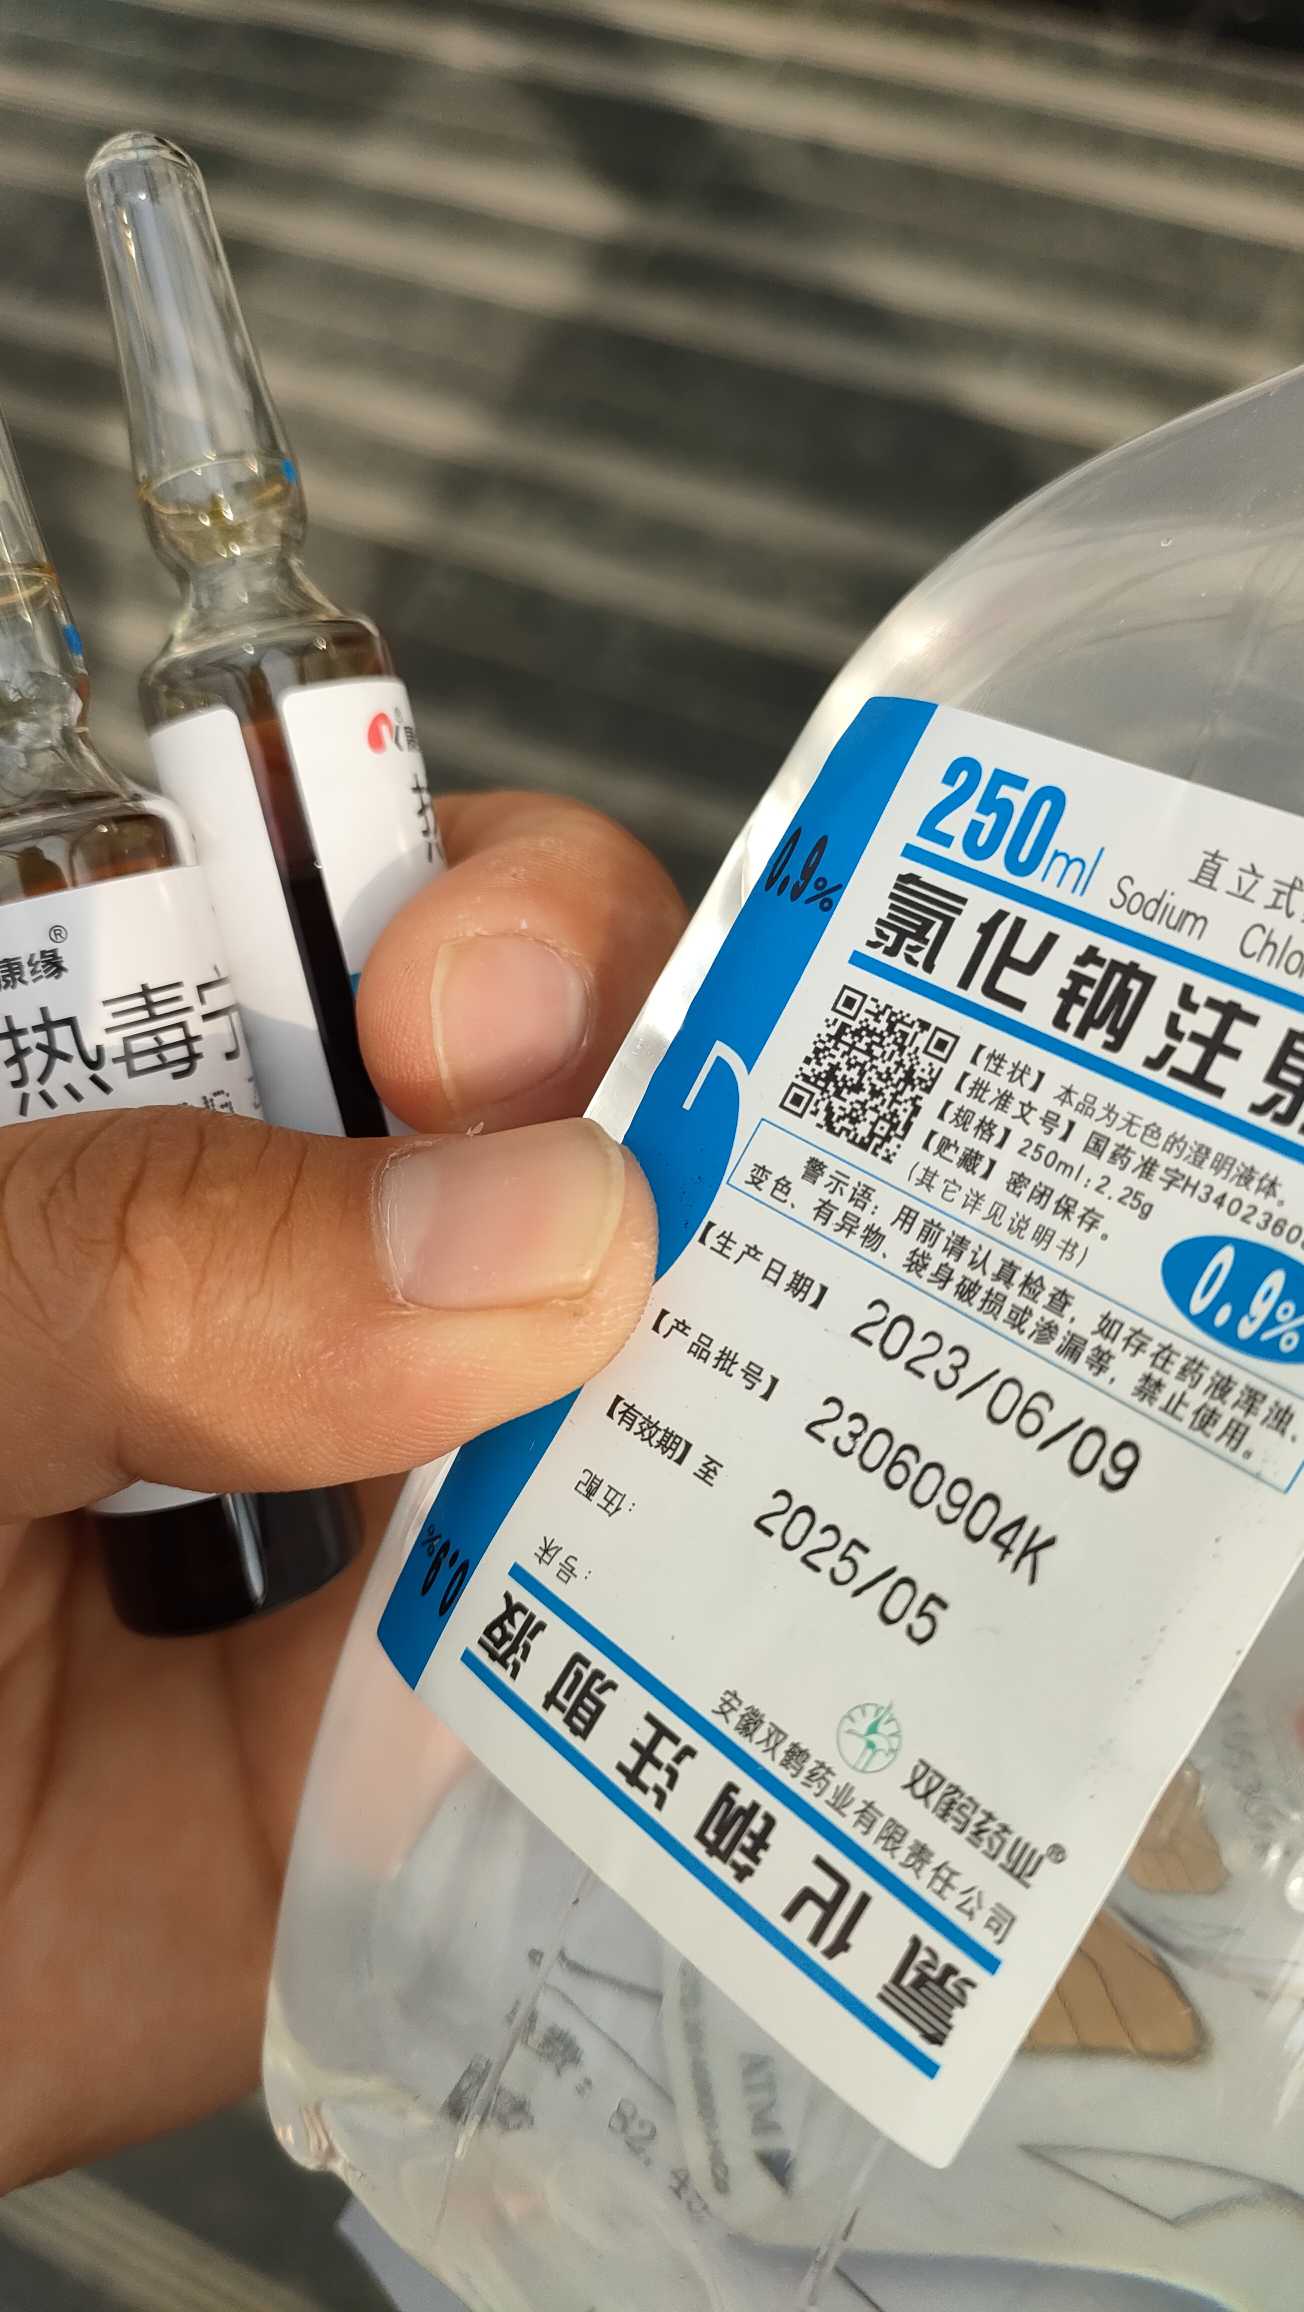 康缘®
热毒宁
250ml
直立式
Sodium Chlo
氯化钠注射
0.9%
【性状】本品为无色的澄明液体。
【批准文号】国药准字H3402360
【规格】250ml:2.25g
【贮藏】密闭保存。
(其它详见说明书)
0.9%
警示语：用前请认真检查，如存在药液浑浊、
变色、有异物、袋身破损或渗漏等，禁止使用。
【生产日期】 2023/06/09
【产品批号】 23060904K
【有效期】至 2025/05
配伍：
床号：
0.9%
双鹤药业®
安徽双鹤药业有限责任公司
氯化钠注射液
82.42
ATM